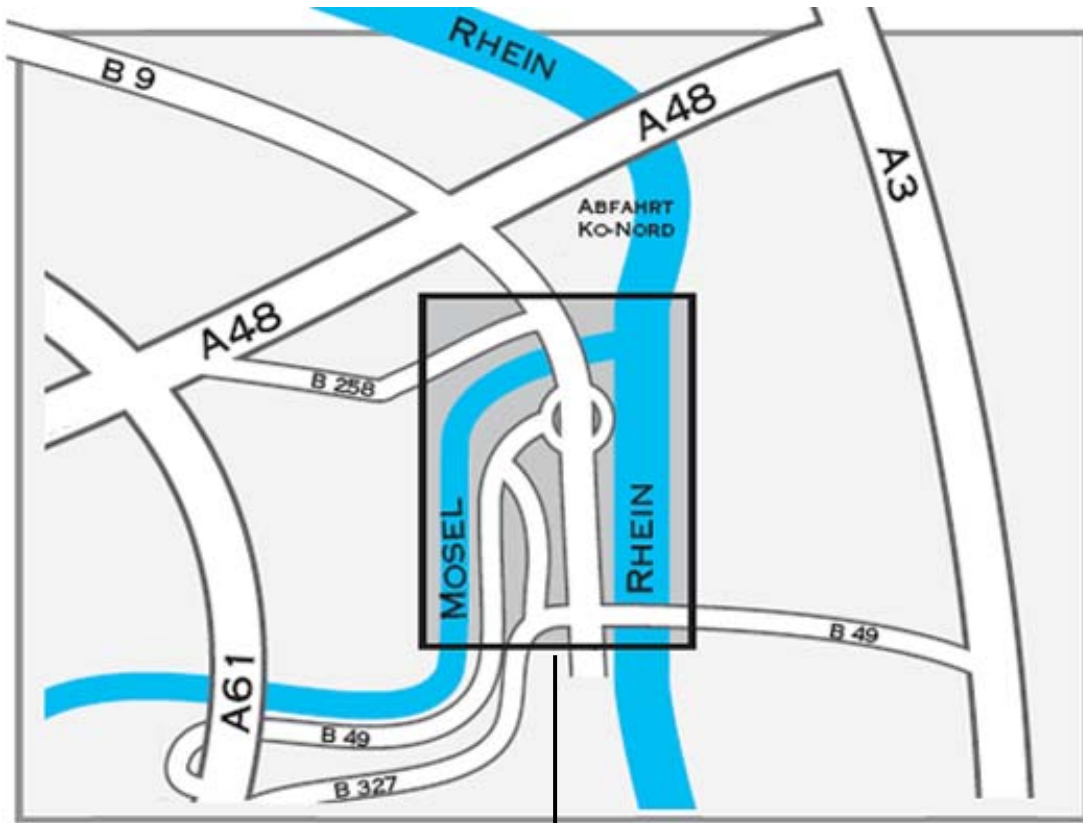 RHEIN
B 9
A48
A3
ABFAHRT
KO-NORD
A48
B 258
MOSEL
RHEIN
B 49
A61
B 49
B 327